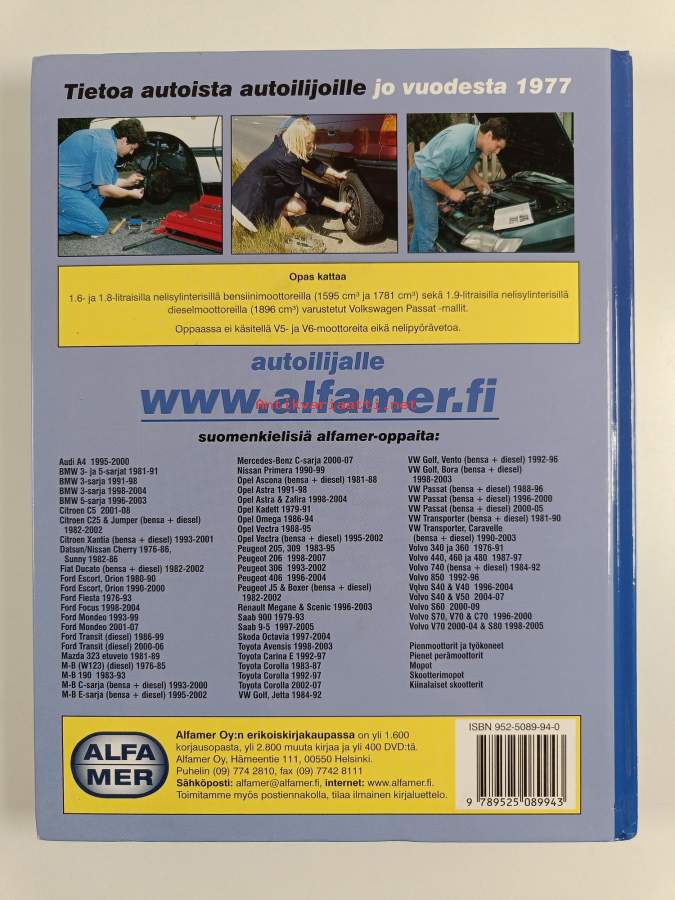 Tietoa autoista autoilijoille jo vuodesta 1977
Opas kattaa
1.6- ja 1.8-litraisilla nelisylinterisillä bensiinimoottoreilla (1595 cm³ ja 1781 cm³) sekä 1.9-litraisilla nelisylinterisillä
dieselmoottoreilla (1896 cm³) varustetut Volkswagen Passat -mallit.
Oppaassa ei käsitellä V5- ja V6-moottoreita eikä nelipyörävetoa.
autoilijalle
www.alfamer.fi
Antikvariaatti.net
suomenkielisiä alfamer-oppaita:
Audi A4 1995-2000
BMW 3- ja 5-sarjat 1981-91
BMW 3-sarja 1991-98
BMW 3-sarja 1998-2004
BMW 5-sarja 1996-2003
Citroen C5 2001-08
Citroen C25 & Jumper (bensa + diesel)
1982-2002
Citroen Xantia (bensa + diesel) 1993-2001
Datsun/Nissan Cherry 1976-86,
Sunny 1982-86
Fiat Ducato (bensa + diesel) 1982-2002
Ford Escort, Orion 1980-90
Ford Escort, Orion 1990-2000
Ford Fiesta 1976-93
Ford Focus 1998-2004
Ford Mondeo 1993-99
Ford Mondeo 2001-07
Ford Transit (diesel) 1986-99
Ford Transit (diesel) 2000-06
Mazda 323 etuveto 1981-89
M-B (W123) (diesel) 1976-85
M-B 190 1983-93
M-B C-sarja (bensa + diesel) 1993-2000
M-B E-sarja (bensa + diesel) 1995-2002
Mercedes-Benz C-sarja 2000-07
Nissan Primera 1990-99
Opel Ascona (bensa + diesel) 1981-88
Opel Astra 1991-98
Opel Astra & Zafira 1998-2004
Opel Kadett 1979-91
Opel Omega 1986-94
Opel Vectra 1988-95
Opel Vectra (bensa + diesel) 1995-2002
Peugeot 205, 309 1983-95
Peugeot 206 1998-2007
Peugeot 306 1993-2002
Peugeot 406 1996-2004
Peugeot J5 & Boxer (bensa + diesel)
1982-2002
Renault Megane & Scenic 1996-2003
Saab 900 1979-93
Saab 9-5 1997-2005
Skoda Octavia 1997-2004
Toyota Avensis 1998-2003
Toyota Carina E 1992-97
Toyota Corolla 1983-87
Toyota Corolla 1992-97
Toyota Corolla 2002-07
VW Golf, Jetta 1984-92
VW Golf, Vento (bensa + diesel) 1992-96
VW Golf, Bora (bensa + diesel)
1998-2003
VW Passat (bensa + diesel) 1988-96
VW Passat (bensa + diesel) 1996-2000
VW Passat (bensa + diesel) 2000-05
VW Transporter (bensa + diesel) 1981-90
VW Transporter, Caravelle
(bensa + diesel) 1990-2003
Volvo 340 ja 360 1976-91
Volvo 440, 460 ja 480 1987-97
Volvo 740 (bensa + diesel) 1984-92
Volvo 850 1992-96
Volvo S40 & V40 1996-2004
Volvo S40 & V50 2004-07
Volvo S60 2000-09
Volvo S70, V70 & C70 1996-2000
Volvo V70 2000-04 & S80 1998-2005
Pienmoottorit ja työkoneet
Pienet perämoottorit
Mopot
Skootterimopot
Kiinalaiset skootterit
ALFA
MER
Alfamer Oy:n erikoiskirjakaupassa on yli 1.600
korjausopasta, yli 2.800 muuta kirjaa ja yli 400 DVD:tä.
Alfamer Oy, Hämeentie 111, 00550 Helsinki.
Puhelin (09) 774 2810, fax (09) 7742 8111
Sähköposti: alfamer@alfamer.fi, internet: www.alfamer.fi.
Toimitamme myös postiennakolla, tilaa ilmainen kirjaluettelo.
ISBN 952-5089-94-0
9 789525 089943